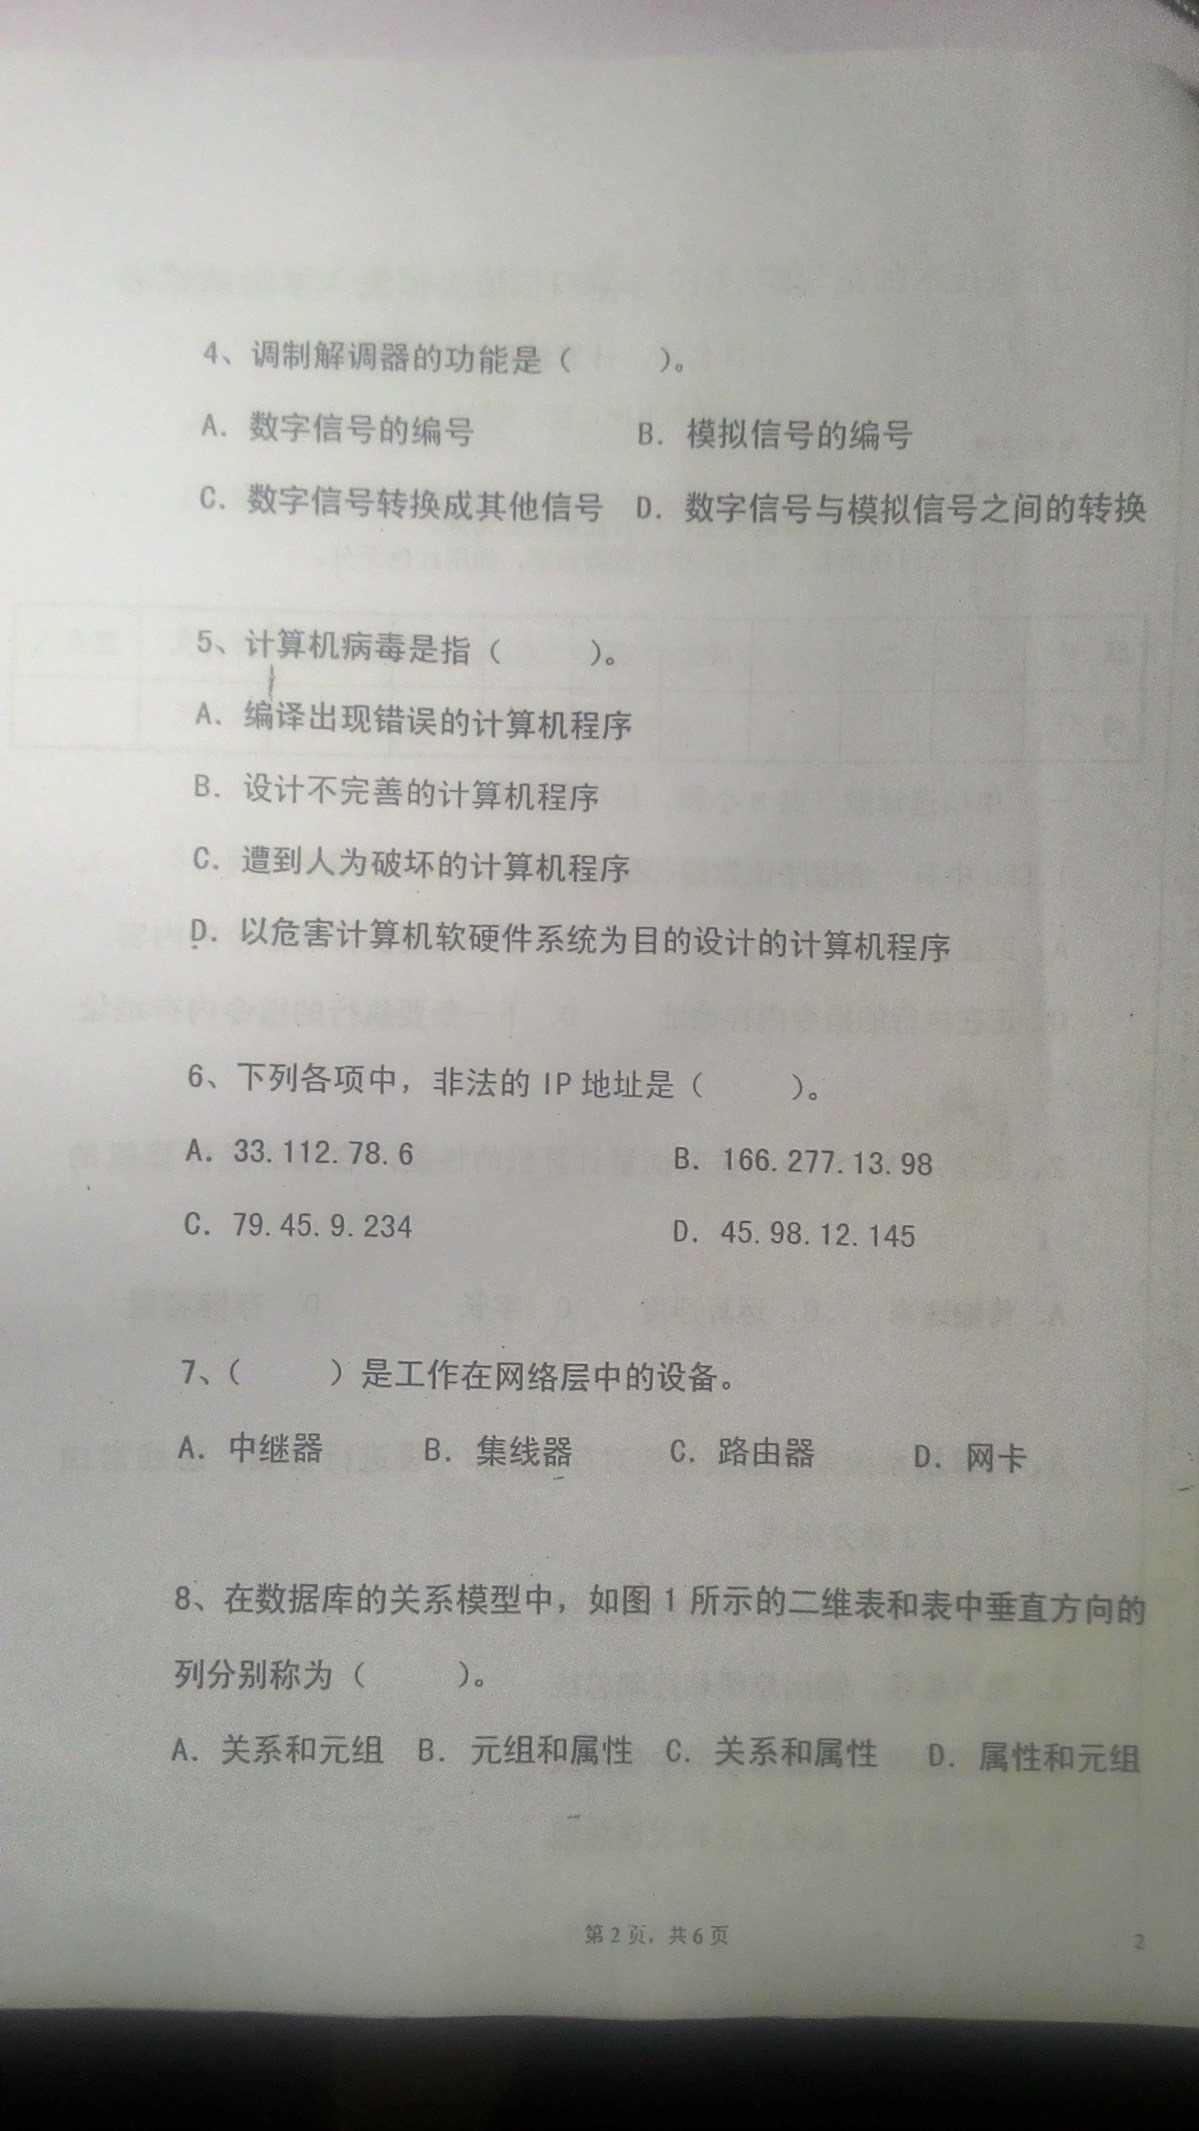 4、调制解调器的功能是（　　）。
A. 数字信号的编号 B. 模拟信号的编号
C. 数字信号转换成其他信号 D. 数字信号与模拟信号之间的转换
5、计算机病毒是指（　　）。
A. 编译出现错误的计算机程序
B. 设计不完善的计算机程序
C. 遭到人为破坏的计算机程序
D. 以危害计算机软硬件系统为目的设计的计算机程序
6、下列各项中，非法的 IP 地址是（　　）。
A. 33.112.78.6 B. 166.277.13.98
C. 79.45.9.234 D. 45.98.12.145
7、（　　）是工作在网络层中的设备。
A. 中继器 B. 集线器 C. 路由器 D. 网卡
8、在数据库的关系模型中，如图 1 所示的二维表和表中垂直方向的
列分别称为（　　）。
A. 关系和元组 B. 元组和属性 C. 关系和属性 D. 属性和元组
第 2 页，共 6 页
2